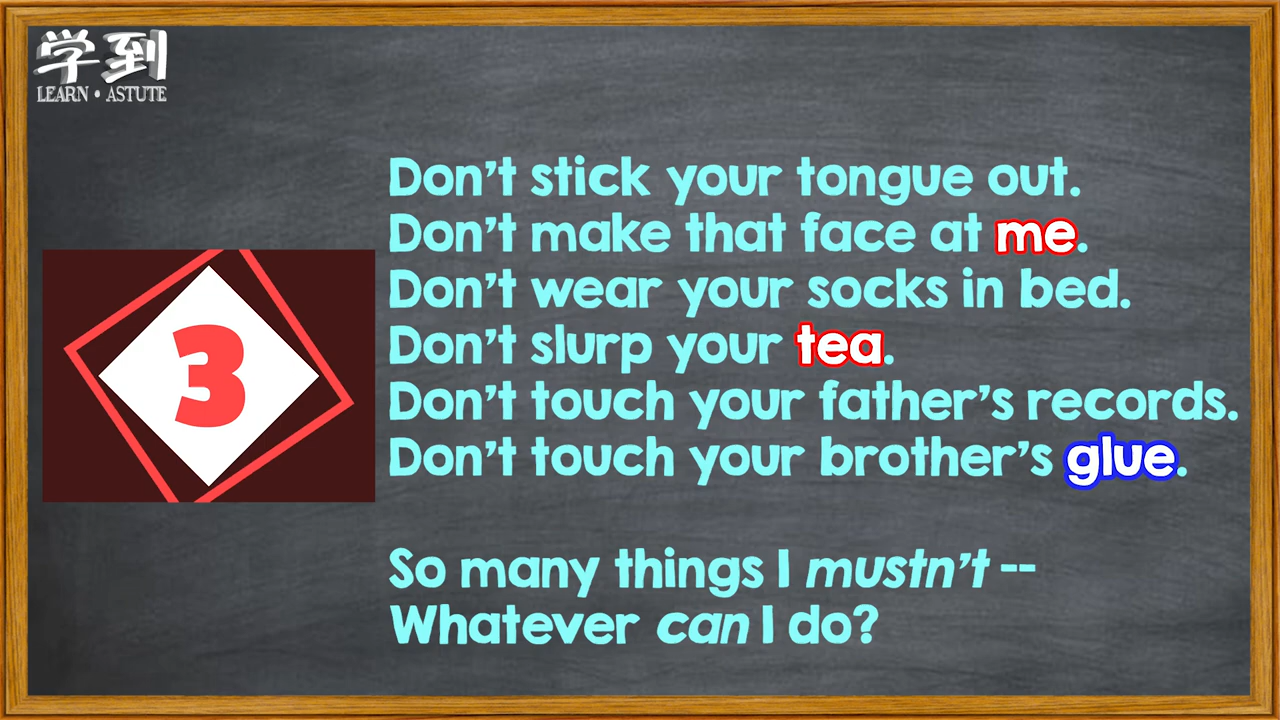 学到
LEARN • ASTUTE
3
Don't stick your tongue out.
Don't make that face at me.
Don't wear your socks in bed.
Don't slurp your tea.
Don't touch your father's records.
Don't touch your brother's glue.
So many things I mustn't --
Whatever can I do?